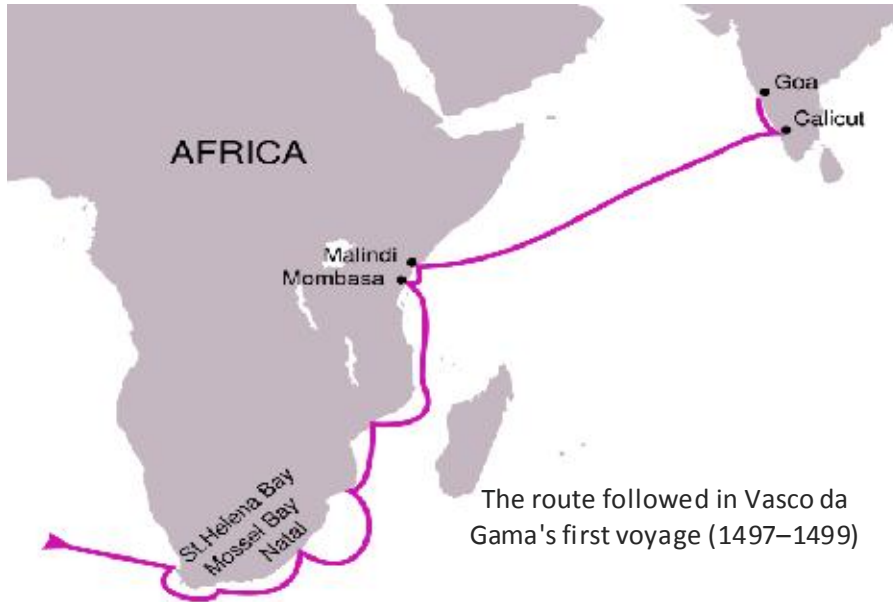 Goa
Calicut
AFRICA
Malindi
Mombasa
St.Helena Bay
Mossel Bay
Natal
The route followed in Vasco da
Gama's first voyage (1497–1499)